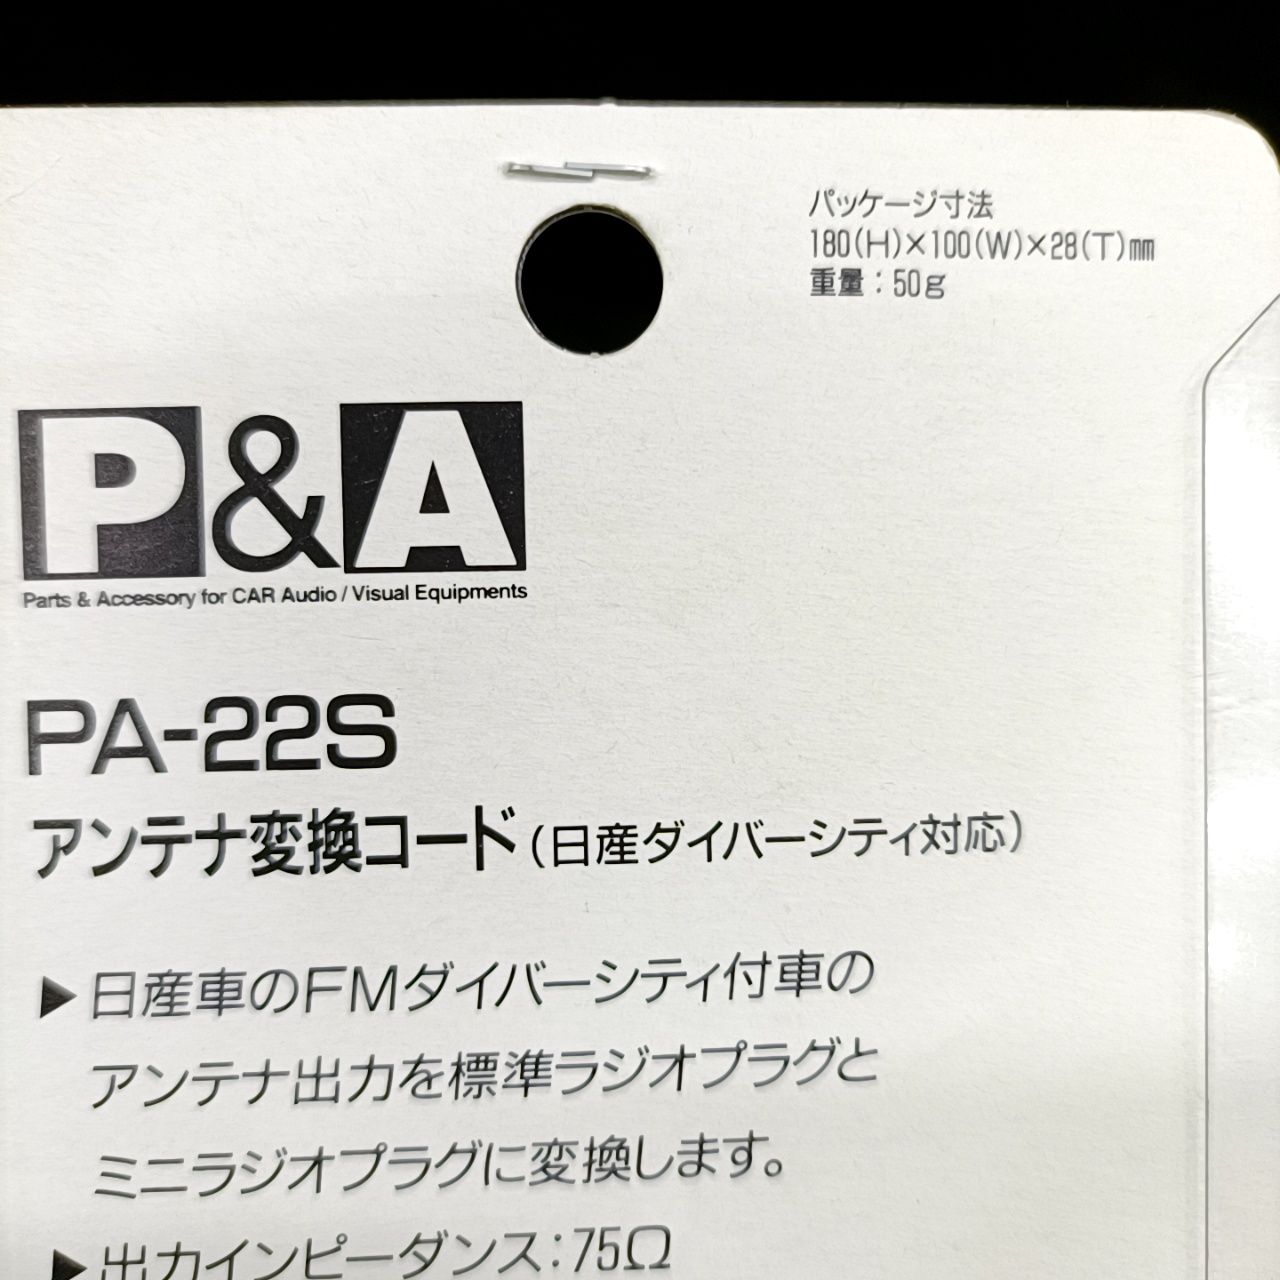 パッケージ寸法
180(H)×100(W)×28(T)㎜
重量：50g
P&A
Parts & Accessory for CAR Audio / Visual Equipments
PA-22S
アンテナ変換コード（日産ダイバーシティ対応）
▶日産車のFMダイバーシティ付車の
アンテナ出力を標準ラジオプラグと
ミニラジオプラグに変換します。
▶出力インピーダンス：75Ω